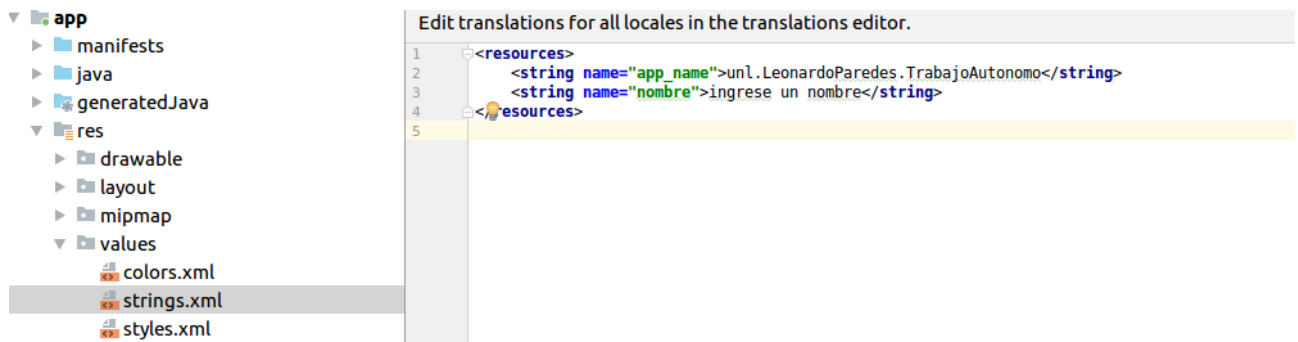 app
manifests
java
generatedJava
res
drawable
layout
mipmap
values
colors.xml
strings.xml
styles.xml
Edit translations for all locales in the translations editor.
1 <resources>
2 <string name="app_name">unl.LeonardoParedes.TrabajoAutonomo</string>
3 <string name="nombre">ingrese un nombre</string>
4 </resources>
5